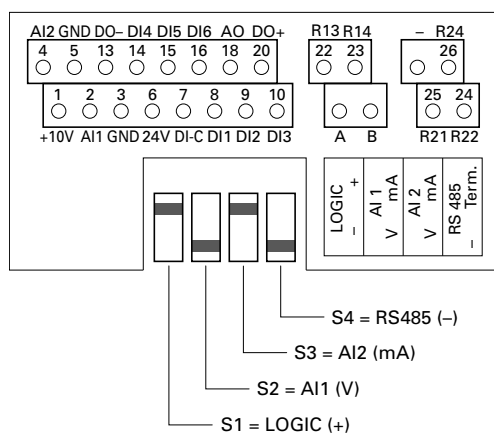 AI2 GND DO– DI4 DI5 DI6 AO DO+
4 5 13 14 15 16 18 20
1 2 3 6 7 8 9 10
+10V AI1 GND 24V DI-C DI1 DI2 DI3
R13 R14
22 23
A B
– R24
26
25 24
R21 R22
LOGIC
– +
AI 1
V mA
AI 2
V mA
RS 485
– Term.
S4 = RS485 (–)
S3 = AI2 (mA)
S2 = AI1 (V)
S1 = LOGIC (+)